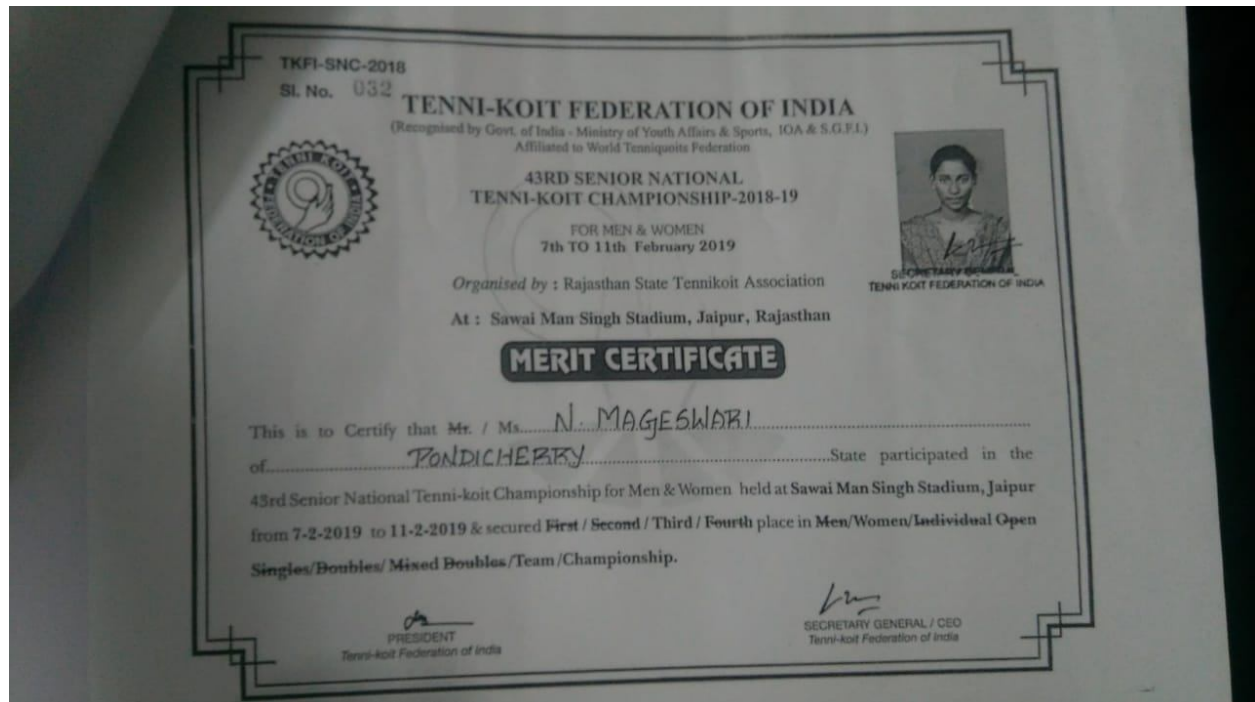 TKFI-SNC-2018
Sl. No. 032
TENNI-KOIT FEDERATION OF INDIA
(Recognised by Govt. of India - Ministry of Youth Affairs & Sports, IOA & S.G.F.I.)
Affiliated to World Tenniquoits Federation
TENNI KOIT FEDERATION OF INDIA
43RD SENIOR NATIONAL
TENNI-KOIT CHAMPIONSHIP-2018-19
FOR MEN & WOMEN
7th TO 11th February 2019
SECRETARY GENERAL
TENNI KOIT FEDERATION OF INDIA
Organised by : Rajasthan State Tennikoit Association
At : Sawai Man Singh Stadium, Jaipur, Rajasthan
MERIT CERTIFICATE
This is to Certify that Mr. / Ms. N. MAGESWARI
of PONDICHERRY State participated in the
43rd Senior National Tenni-koit Championship for Men & Women held at Sawai Man Singh Stadium, Jaipur
from 7-2-2019 to 11-2-2019 & secured First / Second / Third / Fourth place in Men/Women/Individual Open
Singles/Doubles/ Mixed Doubles/Team/Championship.
PRESIDENT
Tenni-koit Federation of India
SECRETARY GENERAL / CEO
Tenni-koit Federation of India